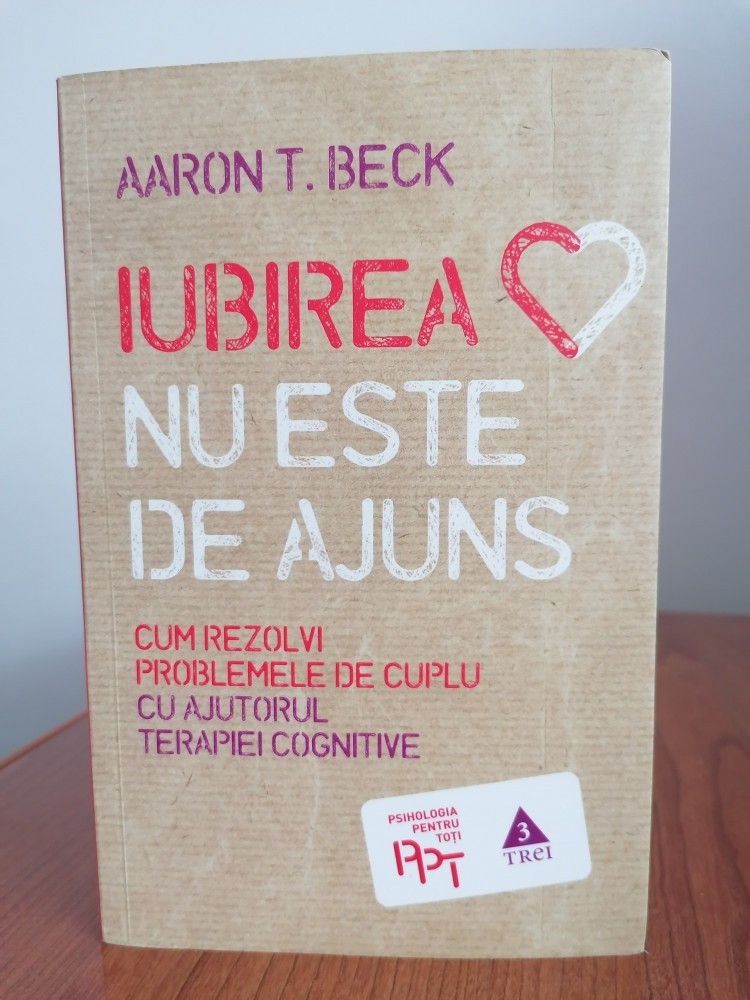 AARON T. BECK
IUBIREA
NU ESTE
DE AJUNS
CUM REZOLVI
PROBLEMELE DE CUPLU
CU AJUTORUL
TERAPIEI COGNITIVE
PSIHOLOGIA
PENTRU
TOȚI
PPT
3
TREI